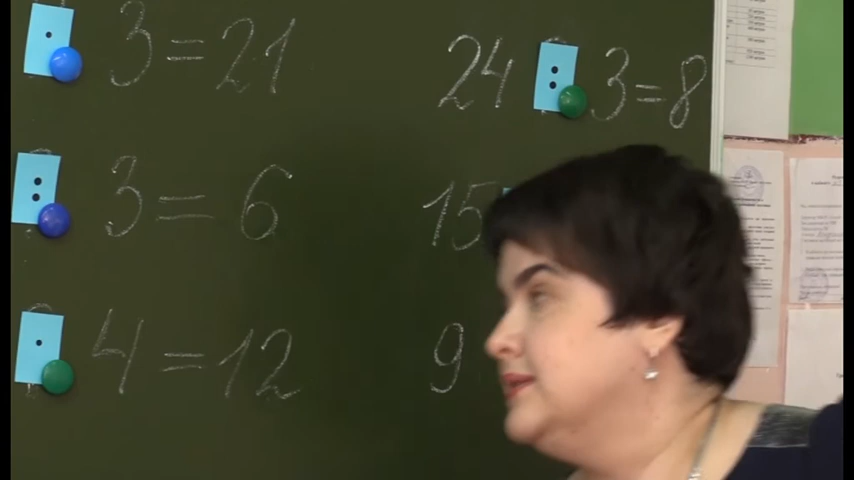 · 3 = 21
24 : 3 = 8
: 3 = 6
15
· 4 = 12
9